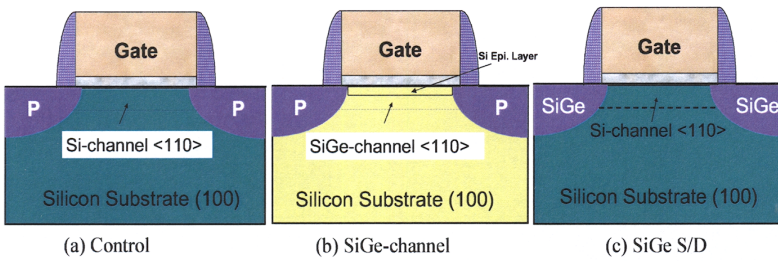 Gate
P
P
Si-channel <110>
Silicon Substrate (100)
(a) Control
Gate
Si Epi. Layer
P
P
SiGe-channel <110>
Silicon Substrate (100)
(b) SiGe-channel
Gate
SiGe
SiGe
Si-channel <110>
Silicon Substrate (100)
(c) SiGe S/D